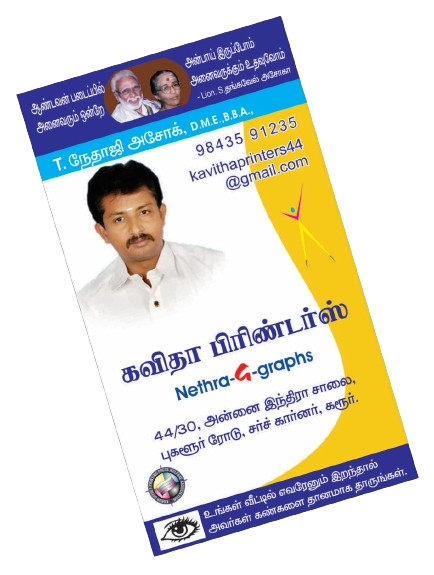 ஆண்டவன் படைப்பில்
அனைவரும் ஒன்றே
அன்பாய் இருப்போம்
அனைவருக்கும் உதவுவோம்
- Lion. S.தங்கவேல் அசோகா
T. நேதாஜி அசோக், D.M.E.,B.B.A.,
98435 91235
kavithaprinters44
@gmail.com
கவிதா பிரிண்டர்ஸ்
Nethra-G-graphs
44/30, அன்னை இந்திரா சாலை,
புகளூர் ரோடு, சர்ச் கார்னர், கரூர்.
உங்கள் வீட்டில் எவரேனும் இறந்தால்
அவர்கள் கண்களை தானமாக தாருங்கள்.